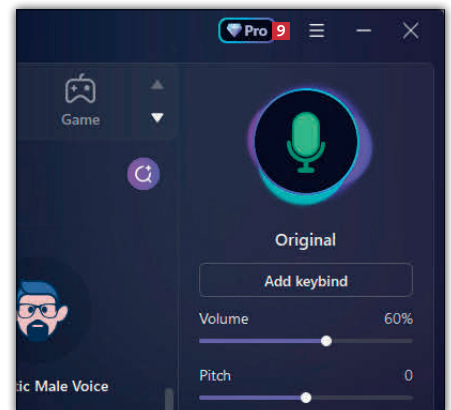 Pro 9
Game
Original
Add keybind
Volume 60%
Pitch 0
tic Male Voice